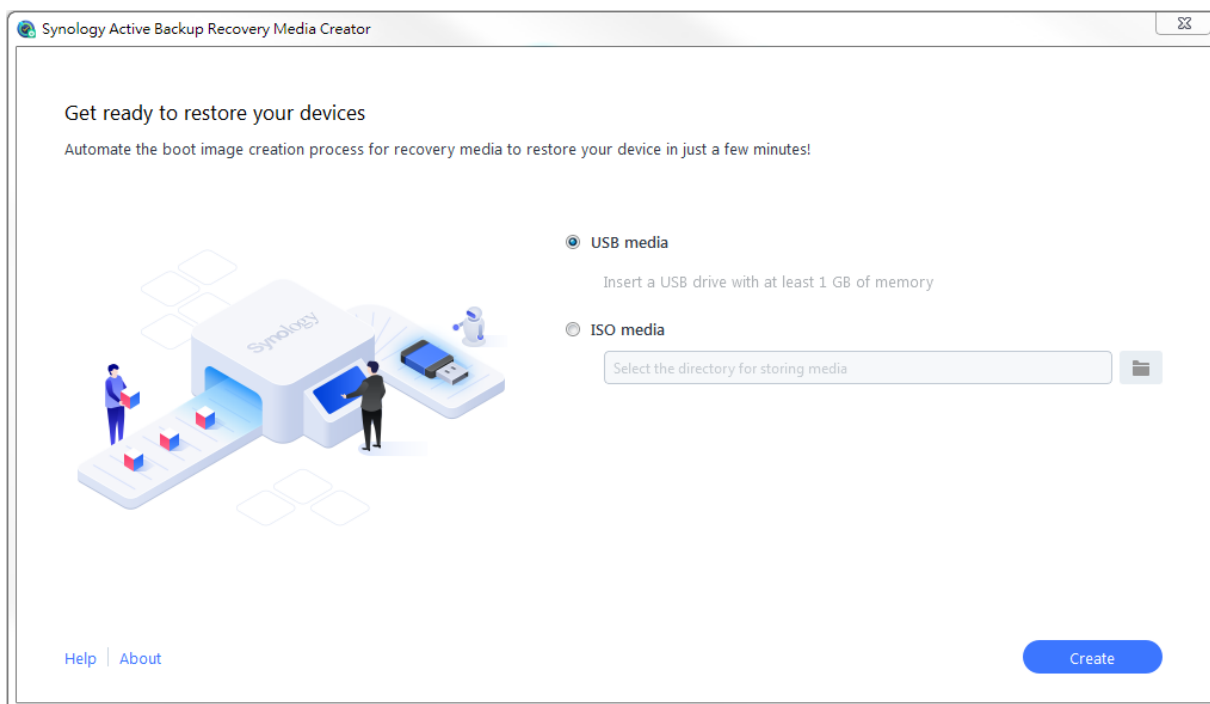 Synology Active Backup Recovery Media Creator
Get ready to restore your devices
Automate the boot image creation process for recovery media to restore your device in just a few minutes!
Synology
USB media
Insert a USB drive with at least 1 GB of memory
ISO media
Select the directory for storing media
Help
About
Create